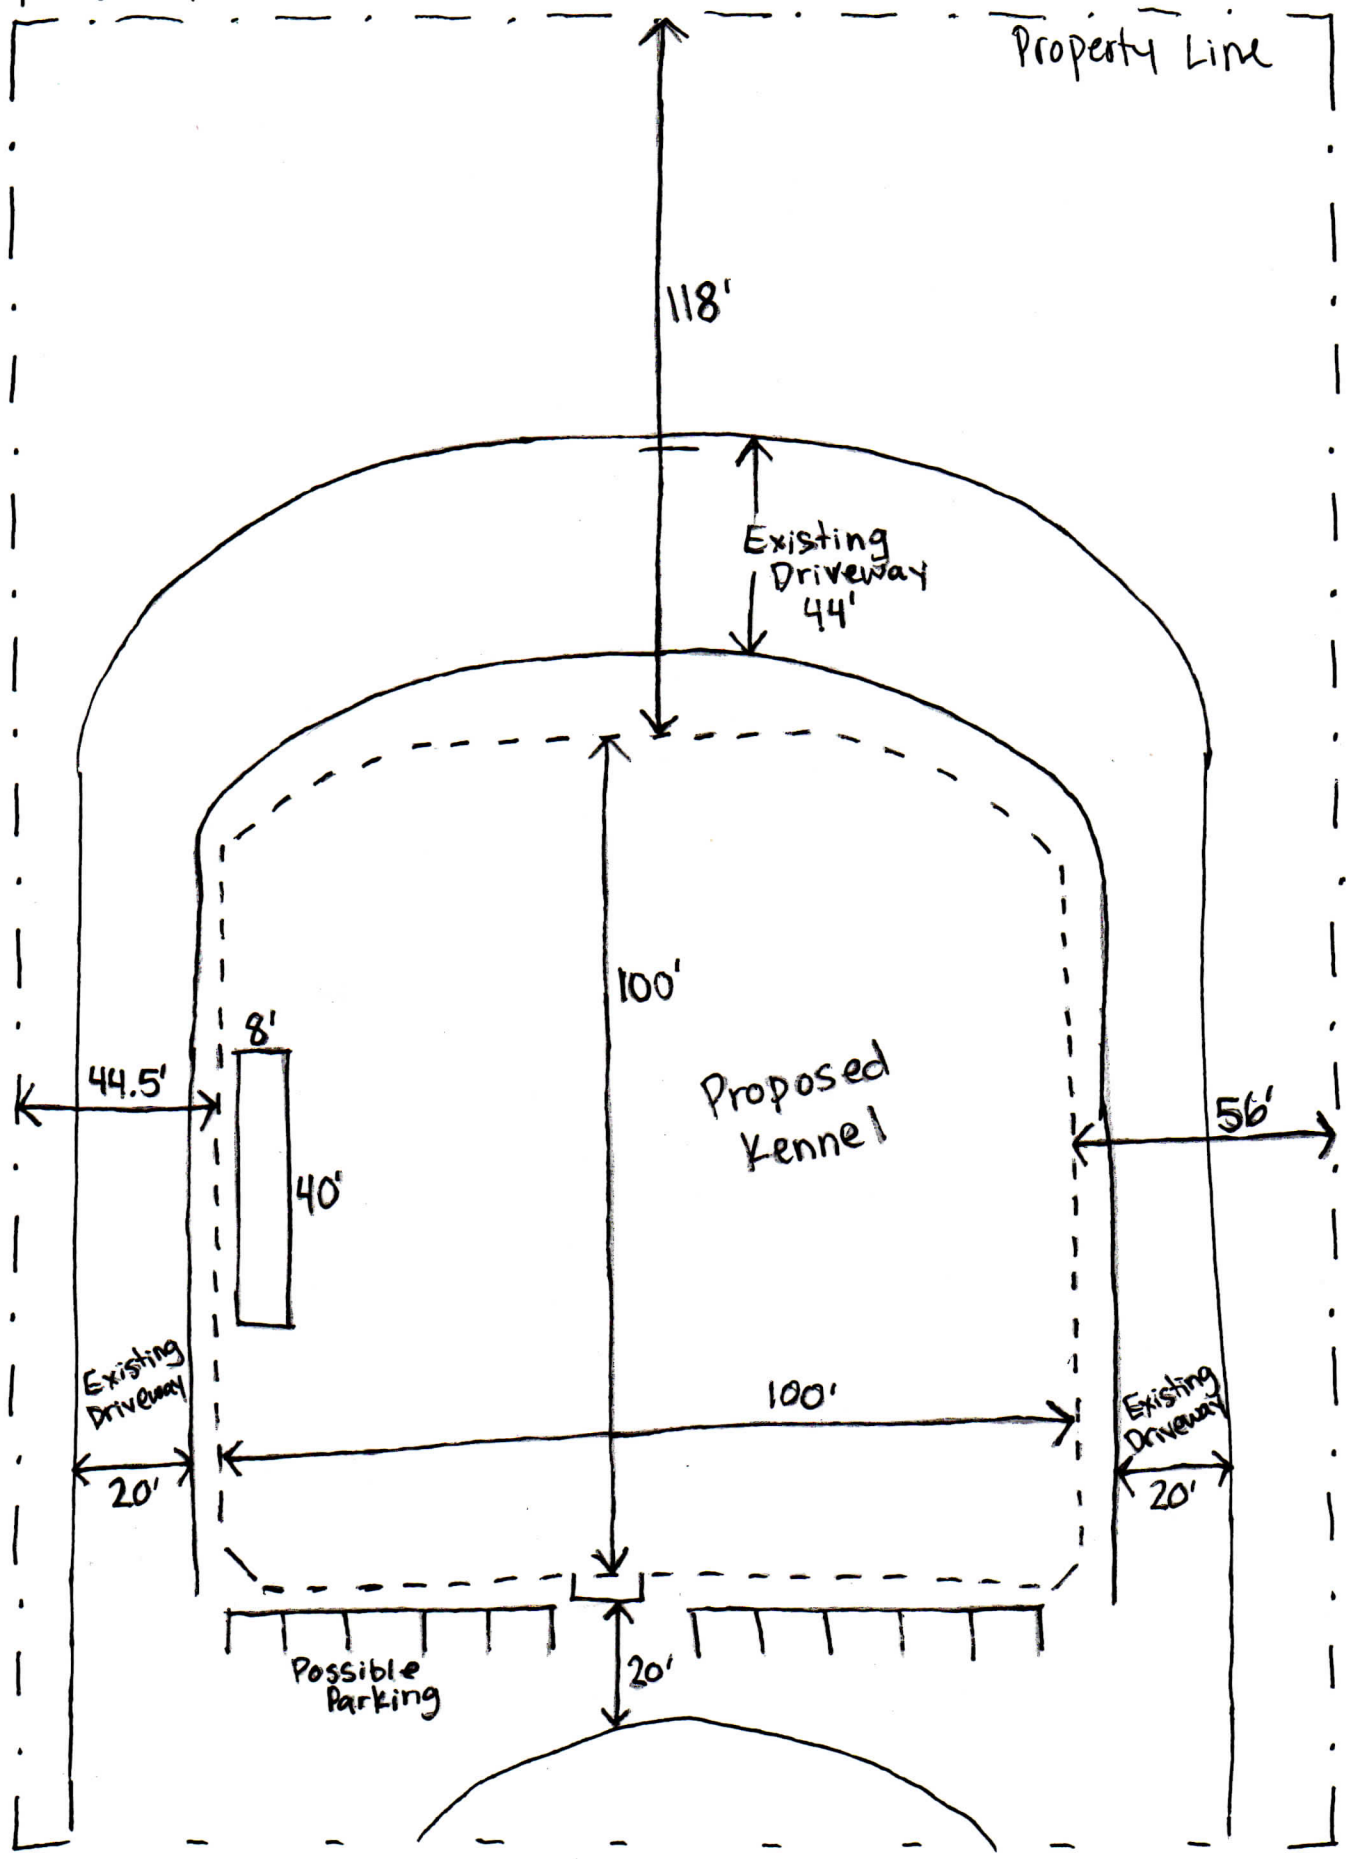 Property Line
118'
Existing
Driveway
44'
100'
8'
Proposed
Kennel
44.5'
56'
40'
100'
Existing
Driveway
Existing
Driveway
20'
20'
Possible
Parking
20'